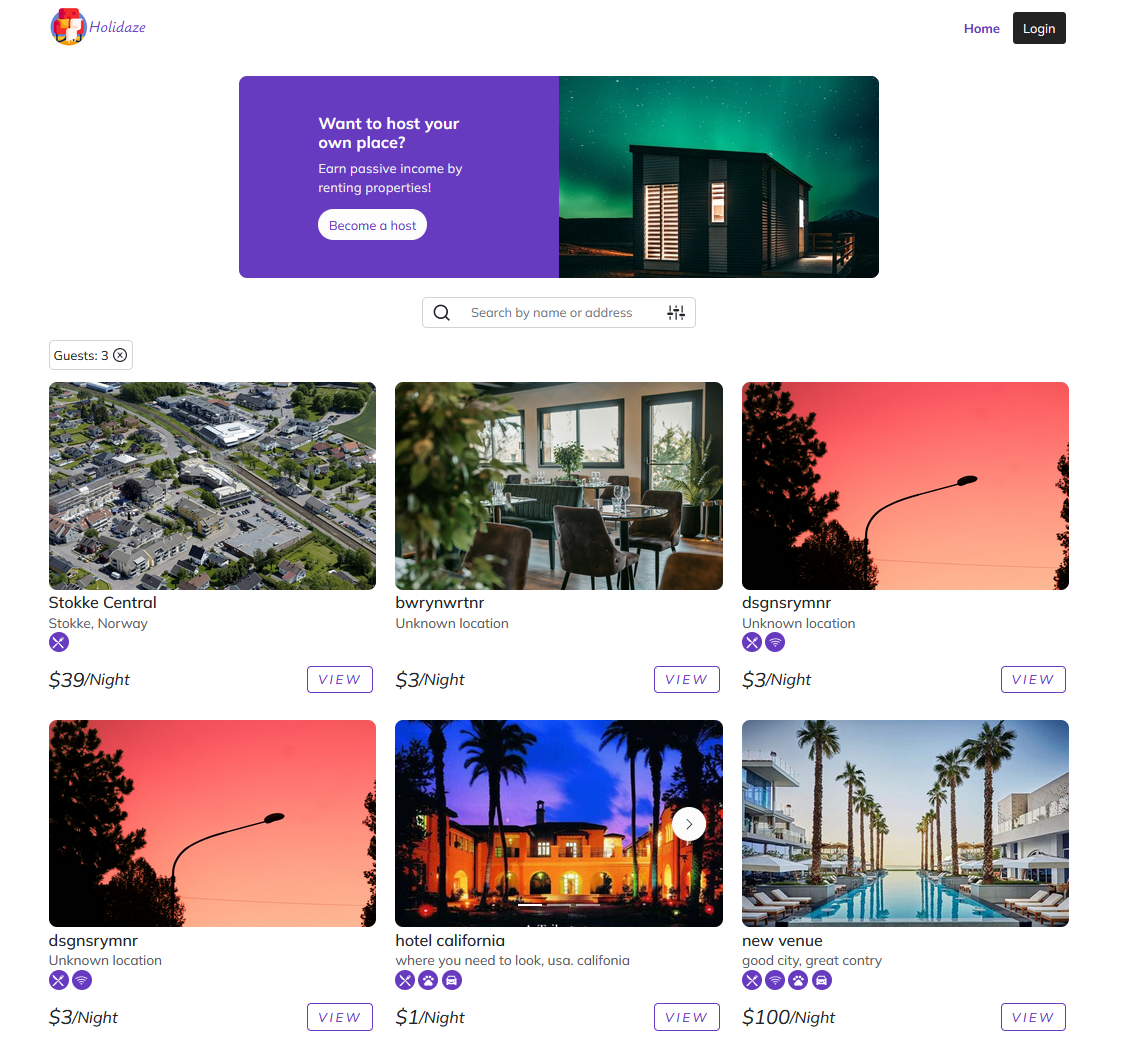 Holidaze
Home
Login
Want to host your
own place?
Earn passive income by
renting properties!
Become a host
Search by name or address
Guests: 3
Stokke Central
Stokke, Norway
$39/Night
VIEW
bwrynwrtnr
Unknown location
$3/Night
VIEW
dsgnsrymnr
Unknown location
$3/Night
VIEW
dsgnsrymnr
Unknown location
$3/Night
VIEW
hotel california
where you need to look, usa. califonia
$1/Night
VIEW
new venue
good city, great contry
$100/Night
VIEW